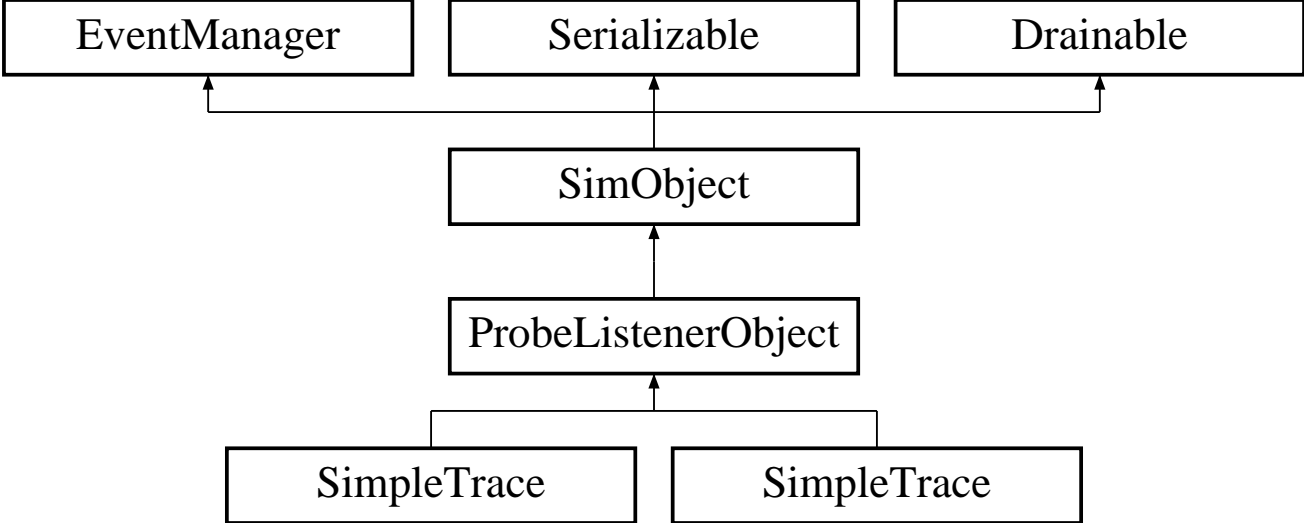 EventManager
Serializable
Drainable
SimObject
ProbeListenerObject
SimpleTrace
SimpleTrace